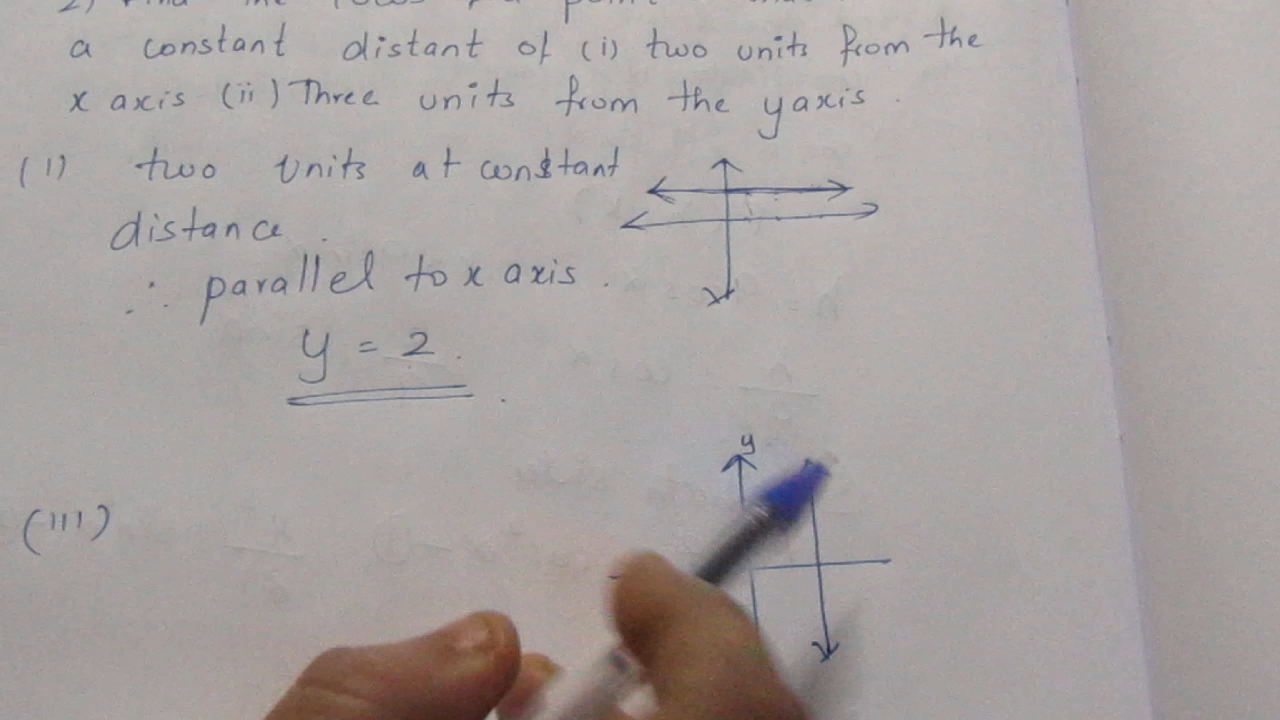 a constant distant of (i) two units from the
x axis (ii) Three units from the y axis.
(i) two units at constant
distance.
∴ parallel to x axis.
y = 2.
y
(iii)